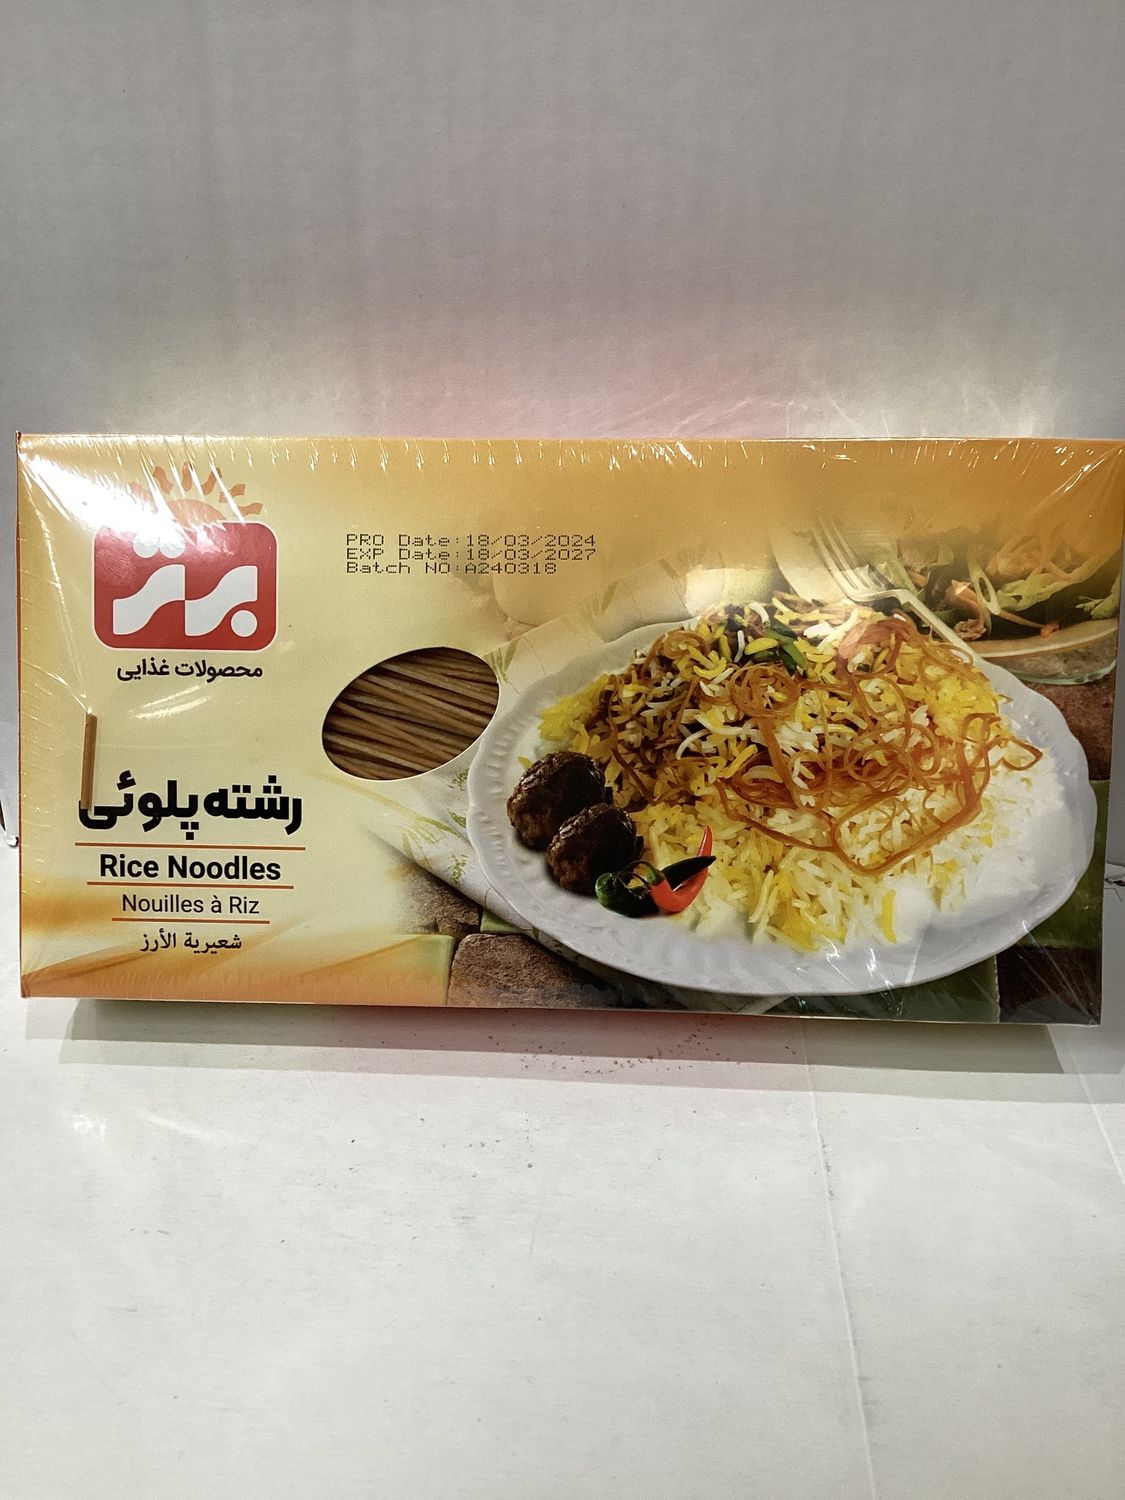 برتر
محصولات غذایی
PRO Date:18/03/2024
EXP Date:18/03/2027
Batch NO:A240318
رشته پلوئی
Rice Noodles
Nouilles à Riz
شعيرية الأرز